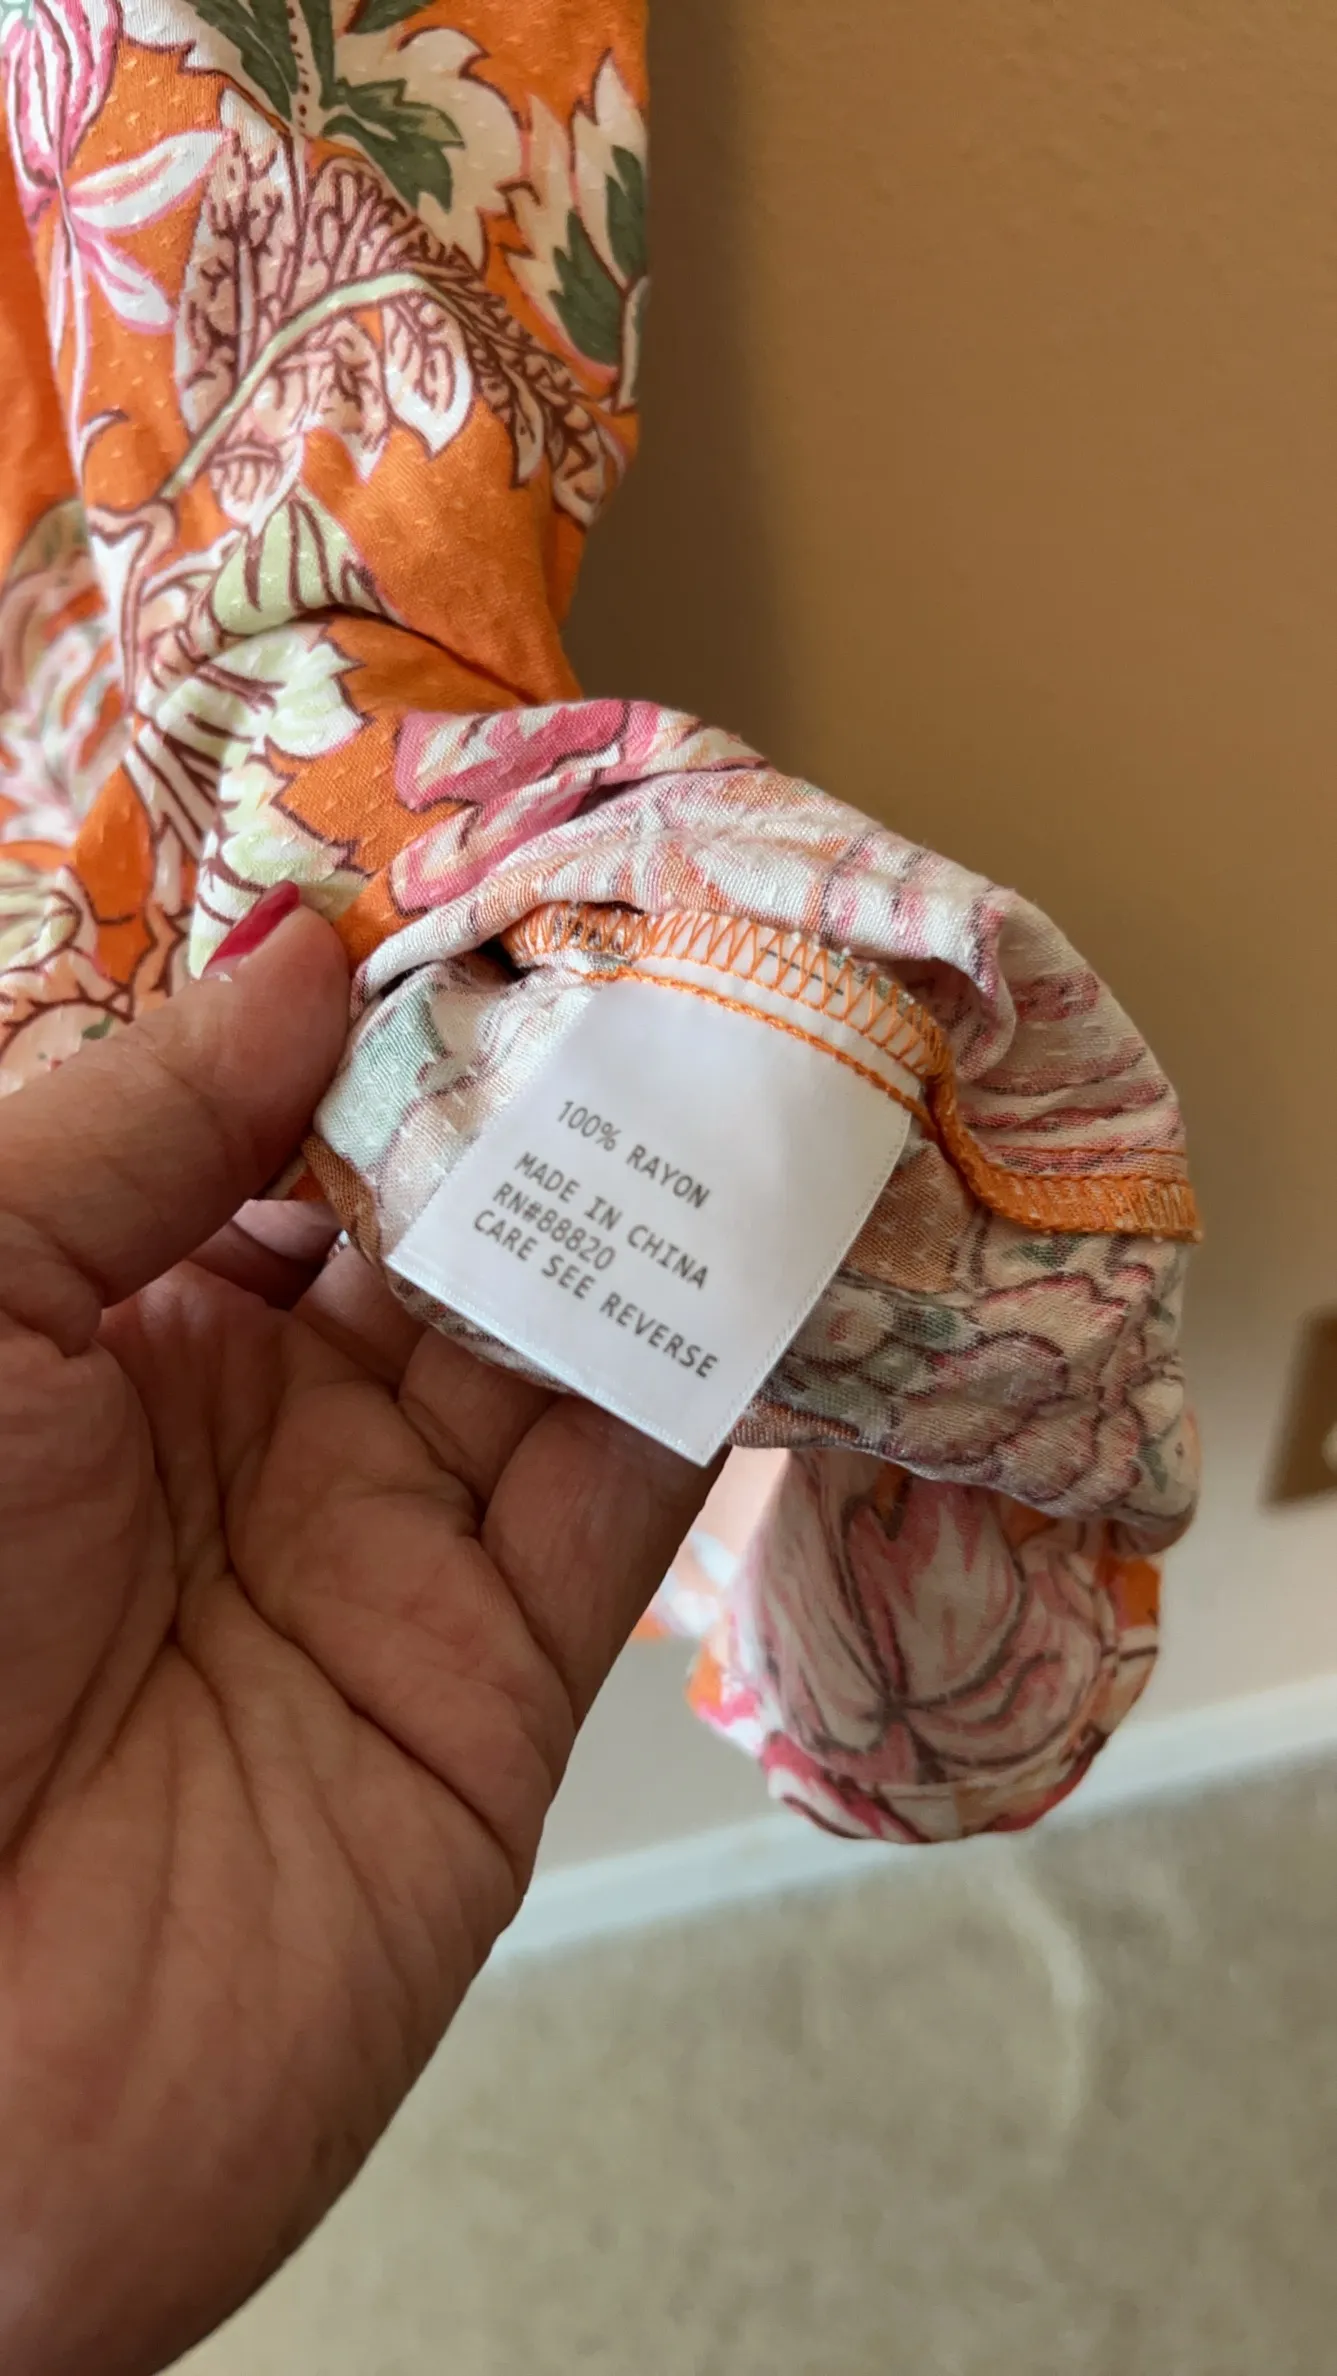 100% RAYON
MADE IN CHINA
RN#88820
CARE SEE REVERSE